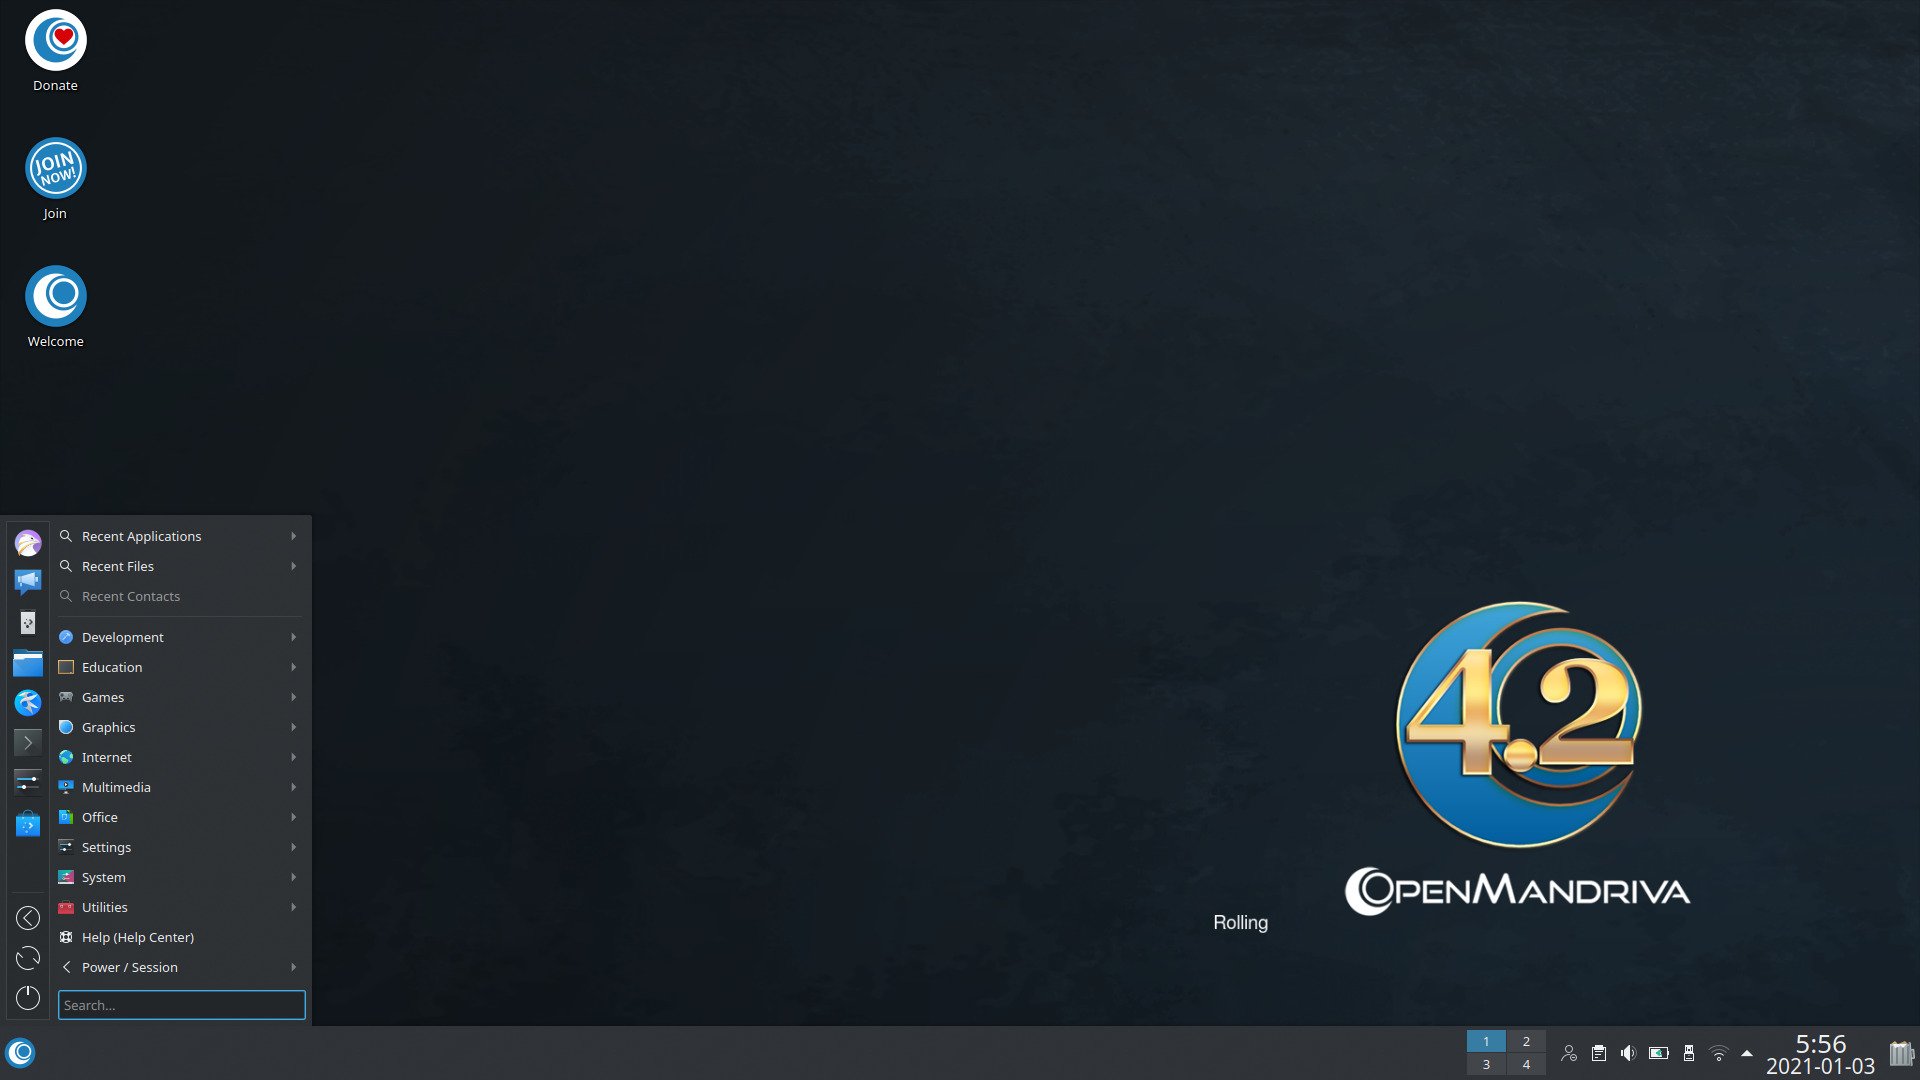 Donate
JOIN
NOW!
Join
Welcome
Recent Applications
Recent Files
Recent Contacts
Development
Education
Games
Graphics
Internet
Multimedia
Office
Settings
System
Utilities
Help (Help Center)
Power / Session
Search...
4.2
OPENMANDRIVA
Rolling
1 2
3 4
5:56
2021-01-03